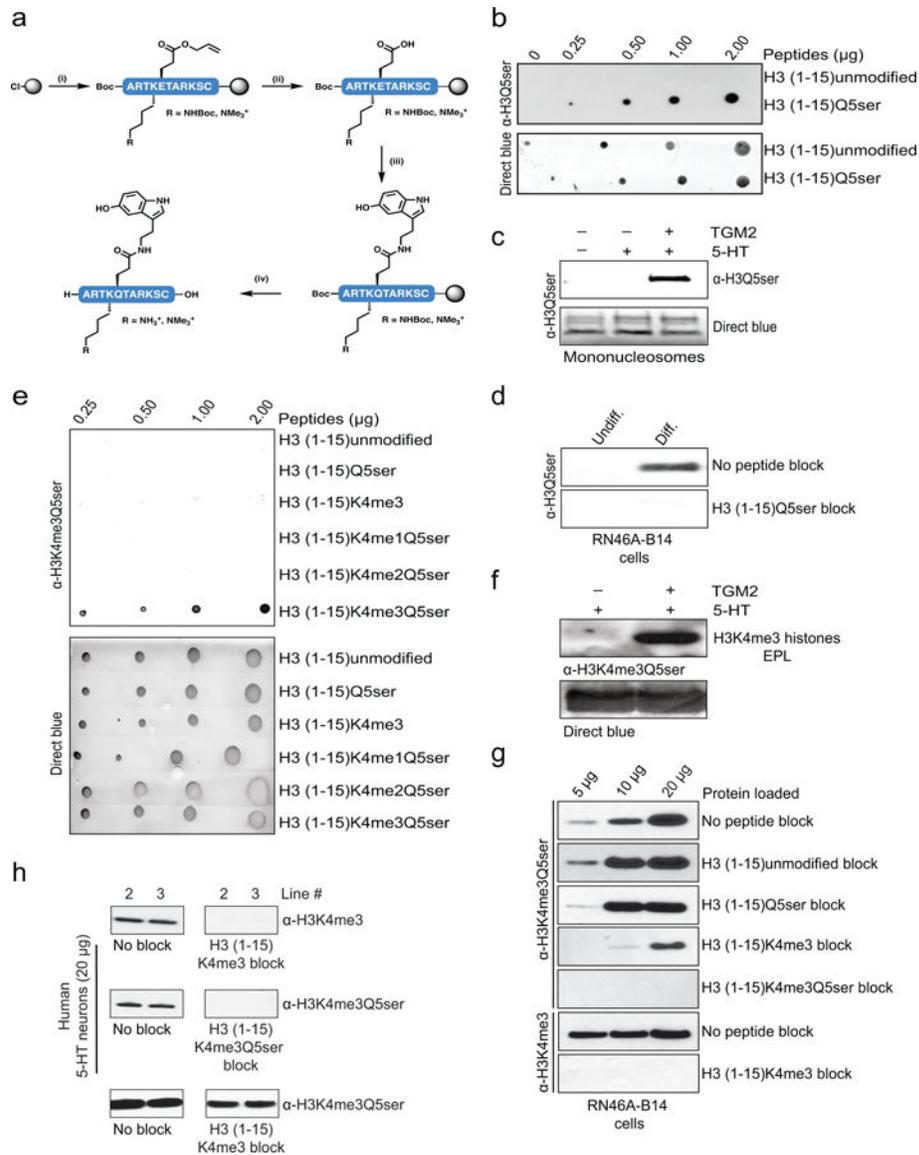 a
Cl
(i)
O
O
Boc
ARTKETARKSC
R = NHBoc, NMe₃⁺
R
(ii)
O
OH
Boc
ARTKETARKSC
R = NHBoc, NMe₃⁺
R
(iii)
HO
NH
O
NH
Boc
ARTKQTARKSC
R = NHBoc, NMe₃⁺
R
(iv)
HO
NH
O
NH
H
ARTKQTARKSC
OH
R = NH₃⁺, NMe₃⁺
R
b
0 0.25 0.50 1.00 2.00 Peptides (µg)
α-H3Q5ser
H3 (1-15)unmodified
H3 (1-15)Q5ser
Direct blue
H3 (1-15)unmodified
H3 (1-15)Q5ser
c
– – + TGM2
– + + 5-HT
α-H3Q5ser
α-H3Q5ser
Direct blue
Mononucleosomes
d
Undiff. Diff.
α-H3Q5ser
No peptide block
H3 (1-15)Q5ser block
RN46A-B14
cells
e
0.25 0.50 1.00 2.00 Peptides (µg)
α-H3K4me3Q5ser
H3 (1-15)unmodified
H3 (1-15)Q5ser
H3 (1-15)K4me3
H3 (1-15)K4me1Q5ser
H3 (1-15)K4me2Q5ser
H3 (1-15)K4me3Q5ser
Direct blue
H3 (1-15)unmodified
H3 (1-15)Q5ser
H3 (1-15)K4me3
H3 (1-15)K4me1Q5ser
H3 (1-15)K4me2Q5ser
H3 (1-15)K4me3Q5ser
f
– + TGM2
+ + 5-HT
H3K4me3 histones
EPL
α-H3K4me3Q5ser
Direct blue
g
5 µg 10 µg 20 µg Protein loaded
α-H3K4me3Q5ser
No peptide block
H3 (1-15)unmodified block
H3 (1-15)Q5ser block
H3 (1-15)K4me3 block
H3 (1-15)K4me3Q5ser block
α-H3K4me3
No peptide block
H3 (1-15)K4me3 block
RN46A-B14
cells
h
2 3 2 3 Line #
Human
5-HT neurons (20 µg)
α-H3K4me3
No block
H3 (1-15)
K4me3 block
α-H3K4me3Q5ser
No block
H3 (1-15)
K4me3Q5ser
block
α-H3K4me3Q5ser
No block
H3 (1-15)
K4me3 block